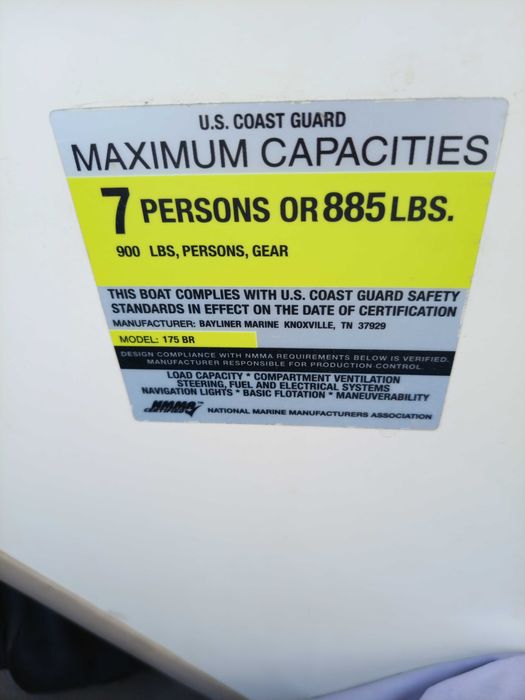 U.S. COAST GUARD
MAXIMUM CAPACITIES
7 PERSONS OR 885 LBS.
900 LBS, PERSONS, GEAR
THIS BOAT COMPLIES WITH U.S. COAST GUARD SAFETY
STANDARDS IN EFFECT ON THE DATE OF CERTIFICATION
MANUFACTURER: BAYLINER MARINE KNOXVILLE, TN 37929
MODEL: 175 BR
DESIGN COMPLIANCE WITH NMMA REQUIREMENTS BELOW IS VERIFIED.
MANUFACTURER RESPONSIBLE FOR PRODUCTION CONTROL.
LOAD CAPACITY * COMPARTMENT VENTILATION
STEERING, FUEL AND ELECTRICAL SYSTEMS
NAVIGATION LIGHTS * BASIC FLOTATION * MANEUVERABILITY
NMMA™
CERTIFIED
NATIONAL MARINE MANUFACTURERS ASSOCIATION